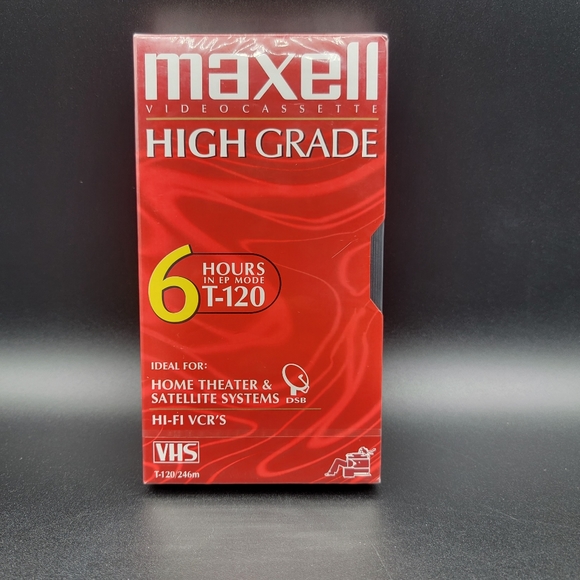 maxell
VIDEOCASSETTE
HIGH GRADE
6 HOURS
IN EP MODE
T-120
IDEAL FOR:
HOME THEATER &
SATELLITE SYSTEMS
DSB
HI-FI VCR'S
VHS
T-120/246m